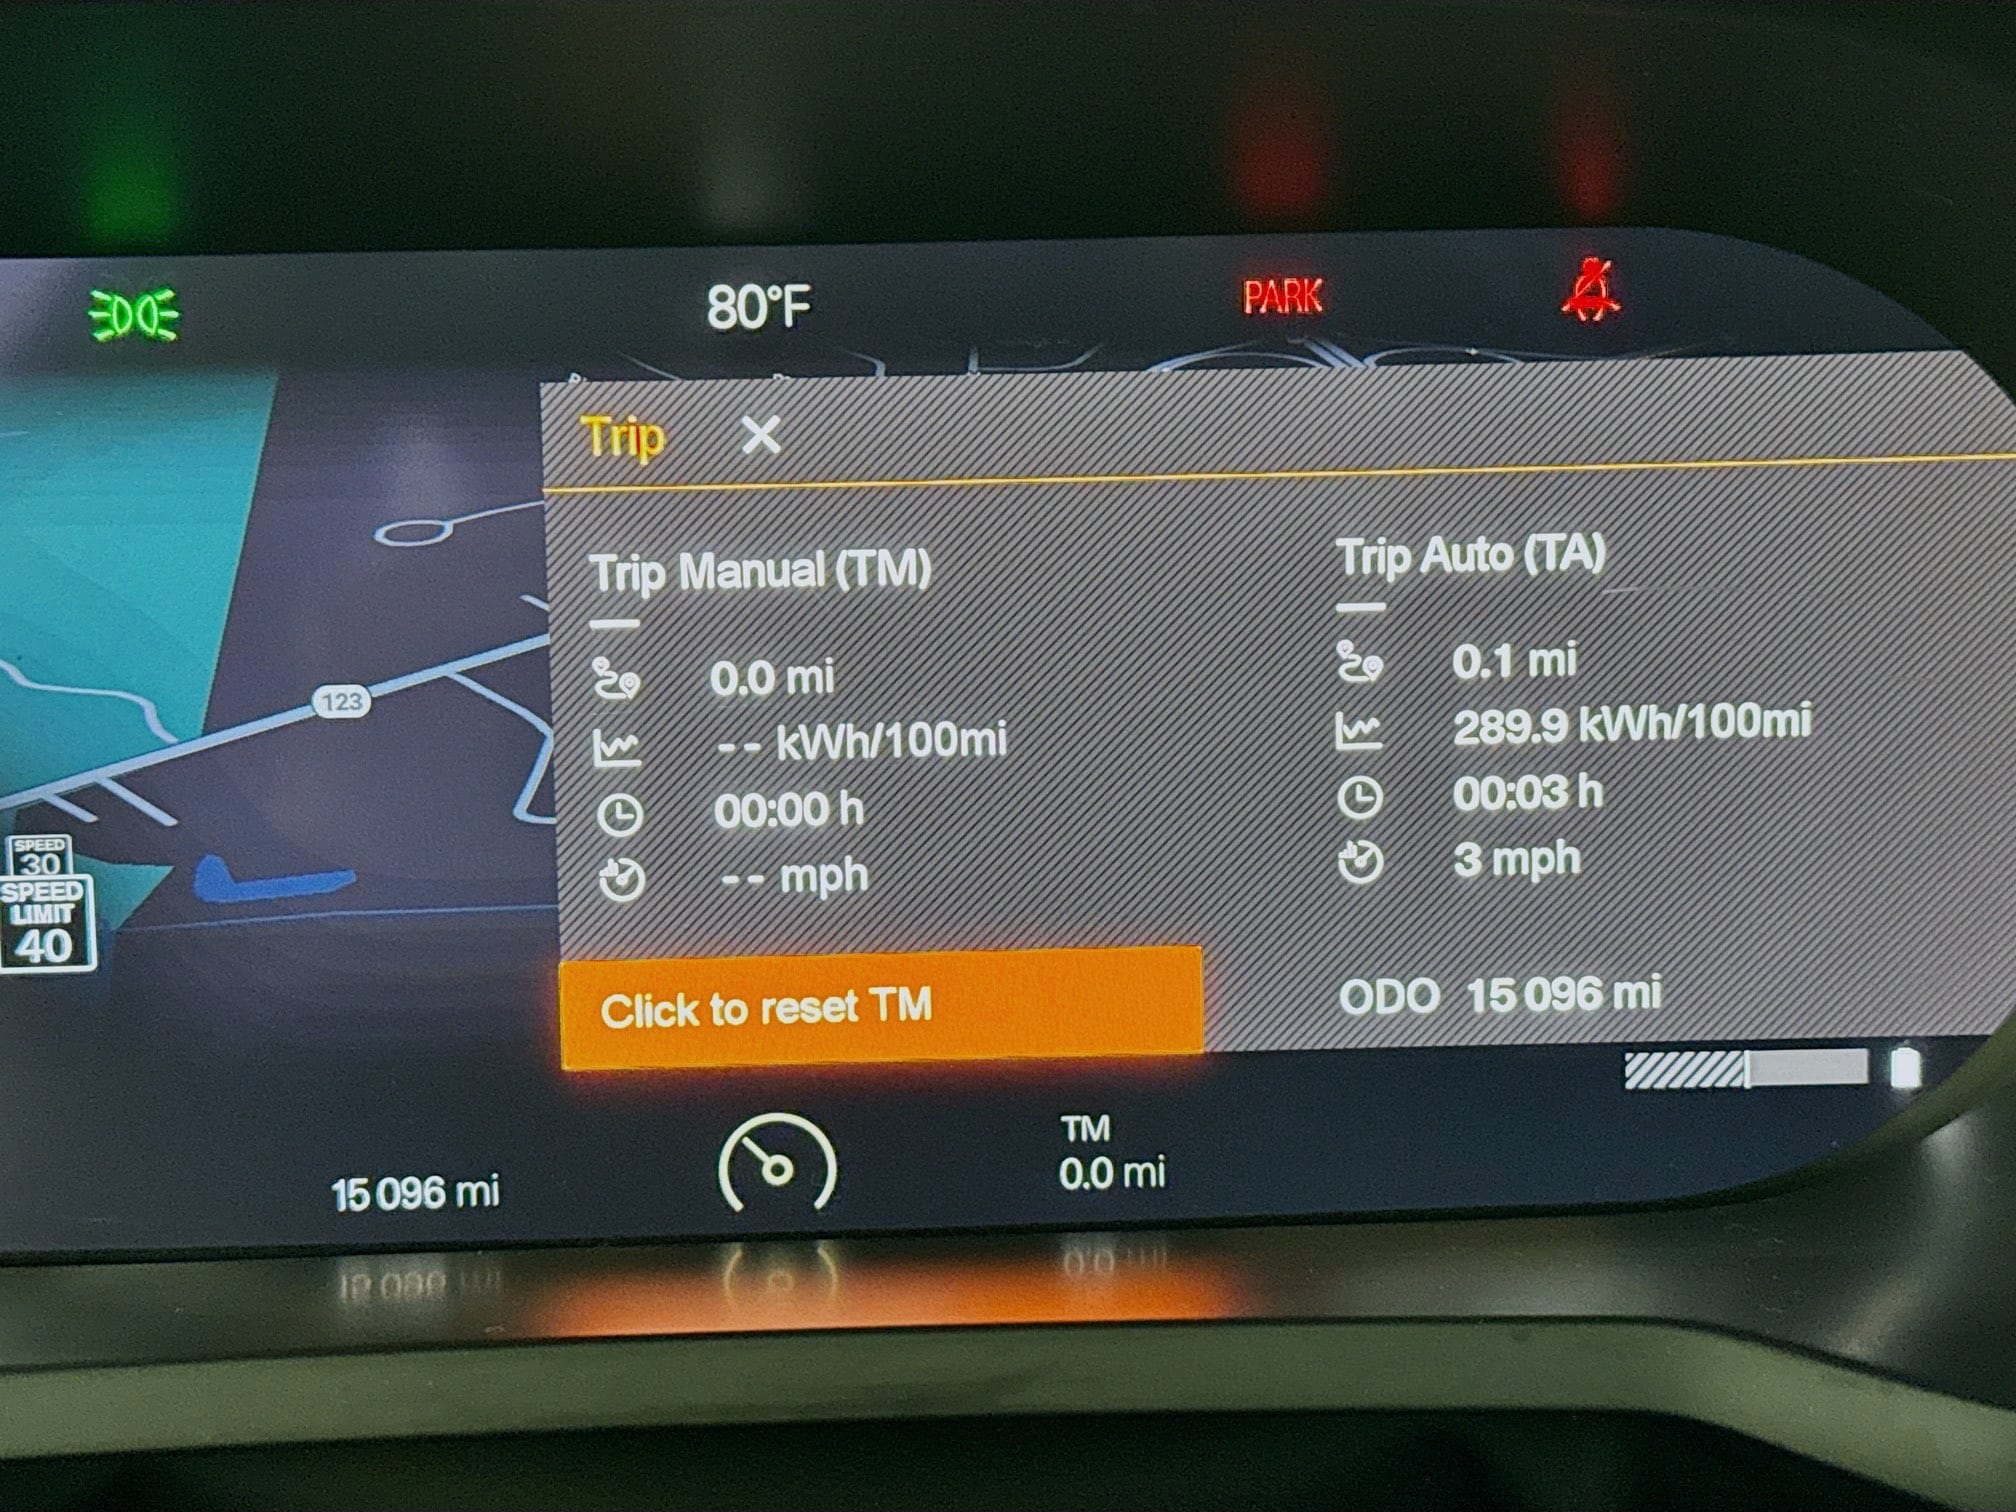 80°F
PARK
Trip
Trip Manual (TM)
Trip Auto (TA)
0.0 mi
0.1 mi
-- kWh/100mi
289.9 kWh/100mi
00:00 h
00:03 h
-- mph
3 mph
123
SPEED
30
SPEED
LIMIT
40
Click to reset TM
ODO 15 096 mi
TM
0.0 mi
15 096 mi